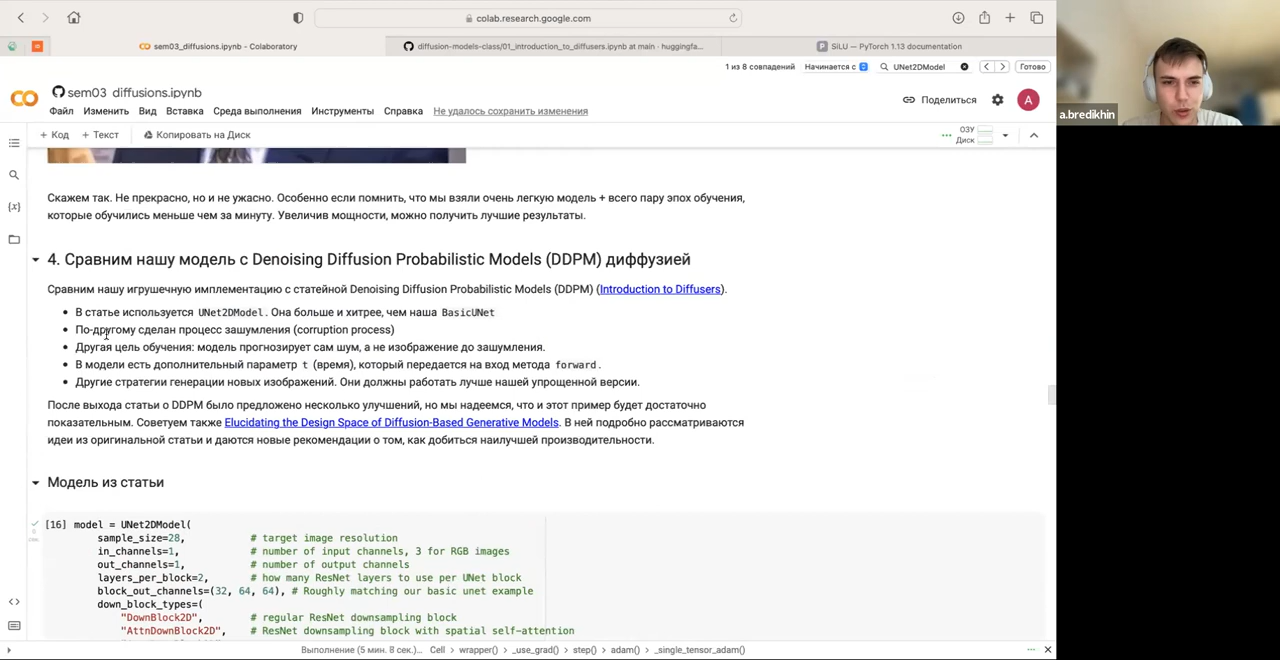 colab.research.google.com
sem03_diffusions.ipynb - Colaboratory
diffusion-models-class/01_introduction_to_diffusers.ipynb at main · huggingfa...
SiLU — PyTorch 1.13 documentation
1 из 8 совпадений
Начинается с
UNet2DModel
Готово
sem03_diffusions.ipynb
Файл Изменить Вид Вставка Среда выполнения Инструменты Справка Не удалось сохранить изменения
Поделиться
A
+ Код + Текст Копировать на Диск
ОЗУ
Диск
a.bredikhin
Скажем так. Не прекрасно, но и не ужасно. Особенно если помнить, что мы взяли очень легкую модель + всего пару эпох обучения,
которые обучились меньше чем за минуту. Увеличив мощности, можно получить лучшие результаты.
4. Сравним нашу модель с Denoising Diffusion Probabilistic Models (DDPM) диффузией
Сравним нашу игрушечную имплементацию с статейной Denoising Diffusion Probabilistic Models (DDPM) (Introduction to Diffusers).
• В статье используется UNet2DModel. Она больше и хитрее, чем наша BasicUNet
• По-другому сделан процесс зашумления (corruption process)
• Другая цель обучения: модель прогнозирует сам шум, а не изображение до зашумления.
• В модели есть дополнительный параметр t (время), который передается на вход метода forward.
• Другие стратегии генерации новых изображений. Они должны работать лучше нашей упрощенной версии.
После выхода статьи о DDPM было предложено несколько улучшений, но мы надеемся, что и этот пример будет достаточно
показательным. Советуем также Elucidating the Design Space of Diffusion-Based Generative Models. В ней подробно рассматриваются
идеи из оригинальной статьи и даются новые рекомендации о том, как добиться наилучшей производительности.
Модель из статьи
[16] model = UNet2DModel(
sample_size=28, # target image resolution
in_channels=1, # number of input channels, 3 for RGB images
out_channels=1, # number of output channels
layers_per_block=2, # how many ResNet layers to use per UNet block
block_out_channels=(32, 64, 64), # Roughly matching our basic unet example
down_block_types=(
"DownBlock2D", # regular ResNet downsampling block
"AttnDownBlock2D", # ResNet downsampling block with spatial self-attention
Выполнение (5 мин. 8 сек.)... Cell > wrapper() > _use_grad() > step() > adam() > _single_tensor_adam()